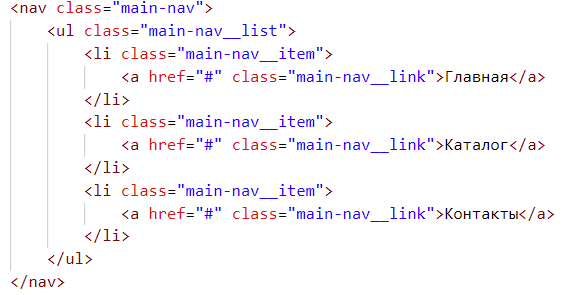 <nav class="main-nav">
<ul class="main-nav__list">
<li class="main-nav__item">
<a href="#" class="main-nav__link">Главная</a>
</li>
<li class="main-nav__item">
<a href="#" class="main-nav__link">Каталог</a>
</li>
<li class="main-nav__item">
<a href="#" class="main-nav__link">Контакты</a>
</li>
</ul>
</nav>